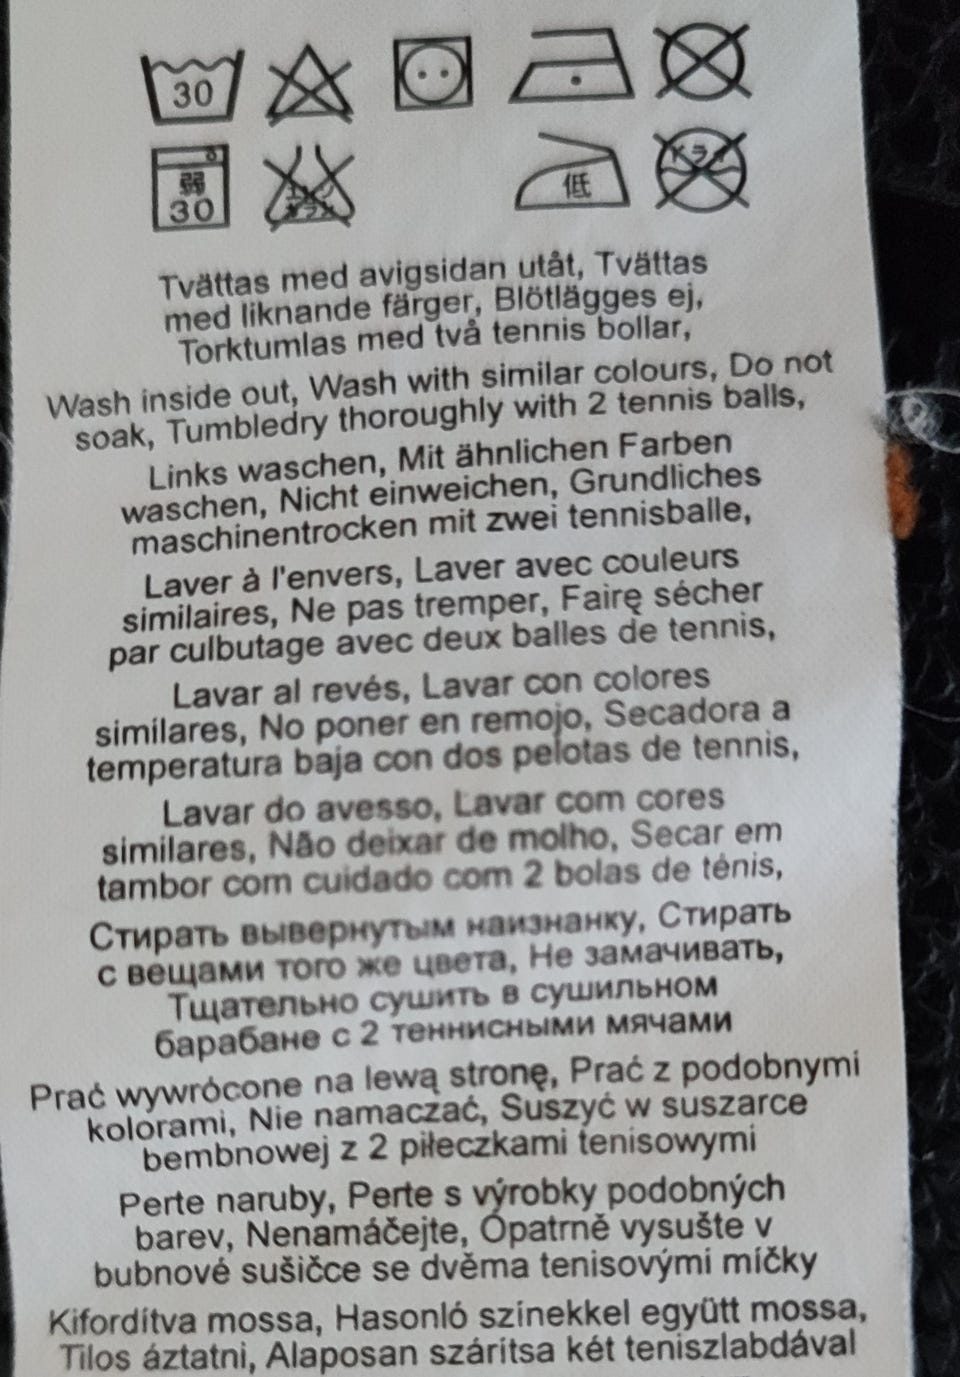 30
弱
30
低
ドライ
Tvättas med avigsidan utåt, Tvättas
med liknande färger, Blötlägges ej,
Torktumlas med två tennis bollar,
Wash inside out, Wash with similar colours, Do not
soak, Tumbledry thoroughly with 2 tennis balls,
Links waschen, Mit ähnlichen Farben
waschen, Nicht einweichen, Grundliches
maschinentrocken mit zwei tennisballe,
Laver à l'envers, Laver avec couleurs
similaires, Ne pas tremper, Fairę sécher
par culbutage avec deux balles de tennis,
Lavar al revés, Lavar con colores
similares, No poner en remojo, Secadora a
temperatura baja con dos pelotas de tennis,
Lavar do avesso, Lavar com cores
similares, Não deixar de molho, Secar em
tambor com cuidado com 2 bolas de ténis,
Стирать вывернутым наизнанку, Стирать
с вещами того же цвета, Не замачивать,
Тщательно сушить в сушильном
барабане с 2 теннисными мячами
Prać wywrócone na lewą stronę, Prać z podobnymi
kolorami, Nie namaczać, Suszyć w suszarce
bembnowej z 2 piłeczkami tenisowymi
Perte naruby, Perte s výrobky podobných
barev, Nenamáčejte, Opatrně vysušte v
bubnové sušičce se dvěma tenisovými míčky
Kifordítva mossa, Hasonló színekkel együtt mossa,
Tilos áztatni, Alaposan szárítsa két teniszlabdával